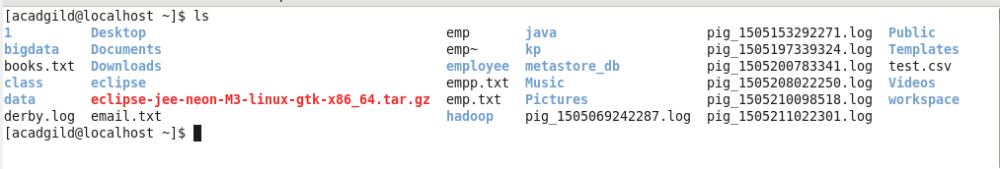 [acadgild@localhost ~]$ ls
1 Desktop emp java pig_1505153292271.log Public
bigdata Documents emp~ kp pig_1505197339324.log Templates
books.txt Downloads employee metastore_db pig_1505200783341.log test.csv
class eclipse empp.txt Music pig_1505208022250.log Videos
data eclipse-jee-neon-M3-linux-gtk-x86_64.tar.gz emp.txt Pictures pig_1505210098518.log workspace
derby.log email.txt hadoop pig_1505069242287.log pig_1505211022301.log
[acadgild@localhost ~]$